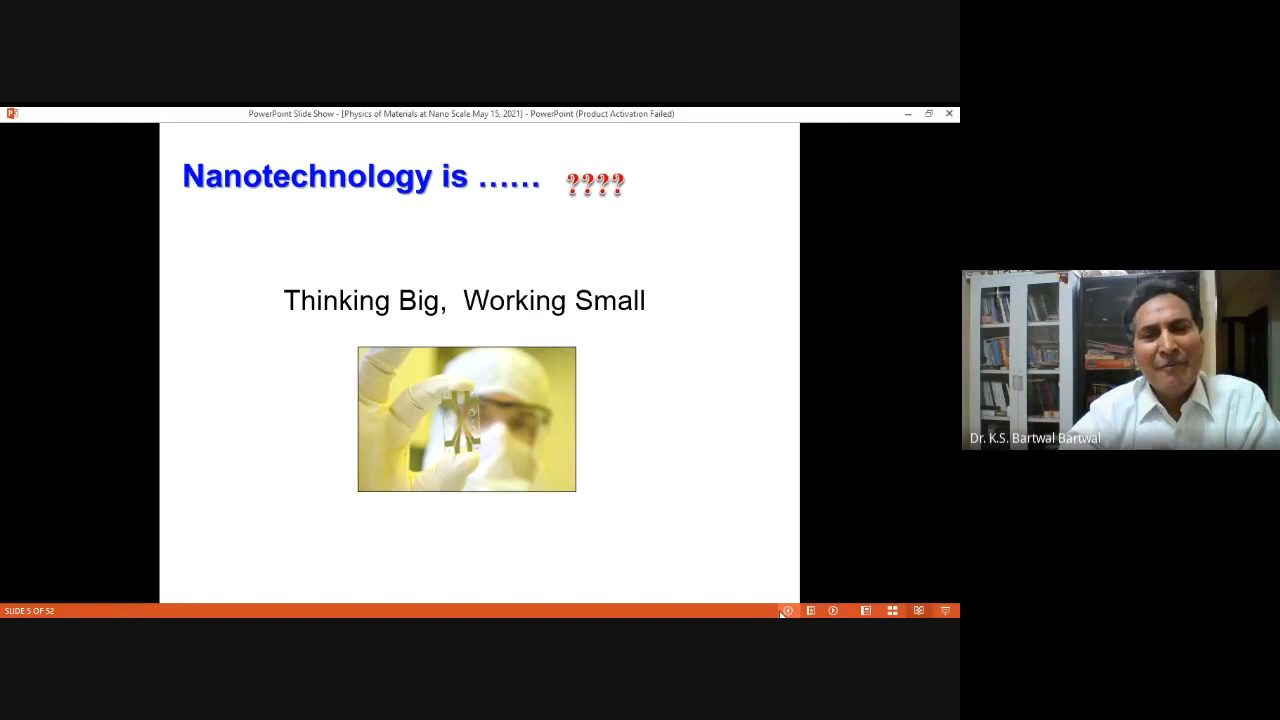 PowerPoint Slide Show - [Physics of Materials at Nano Scale May 15, 2021] - PowerPoint (Product Activation Failed)
Nanotechnology is …… ????
Thinking Big, Working Small
Dr. K.S. Bartwal Bartwal
SLIDE 5 OF 52